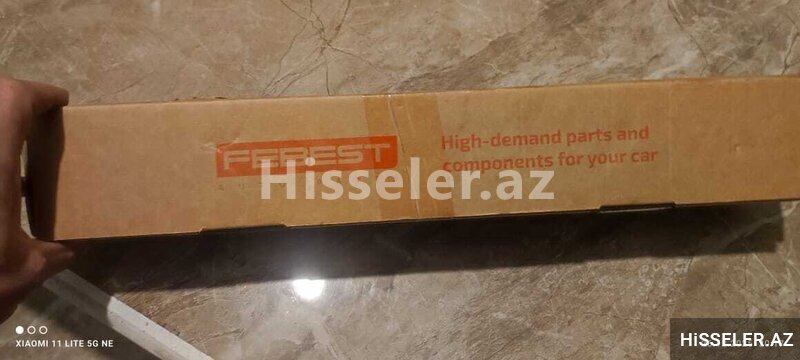 FEBEST
High-demand parts and
components for your car
Hisseler.az
XIAOMI 11 LITE 5G NE
HiSSELER.AZ